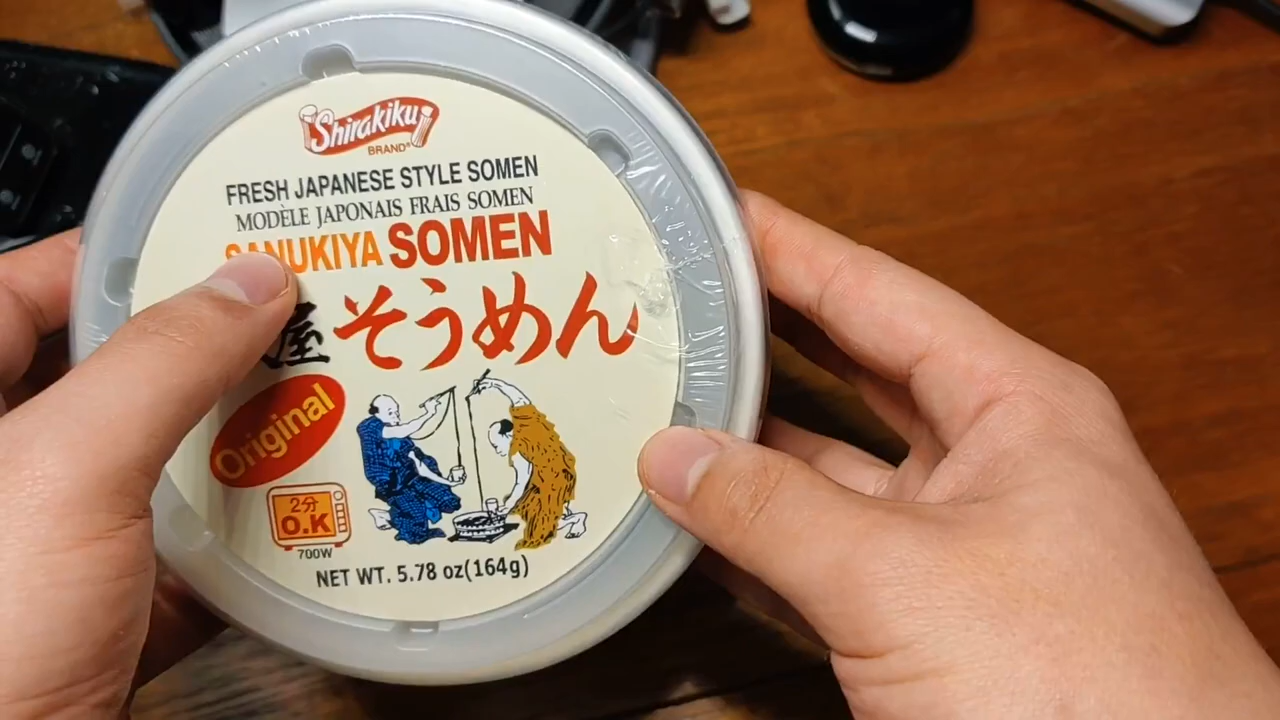 Shirakiku
BRAND®
FRESH JAPANESE STYLE SOMEN
MODÈLE JAPONAIS FRAIS SOMEN
SANUKIYA SOMEN
屋 そうめん
Original
2分
O.K
700W
NET WT. 5.78 oz(164g)